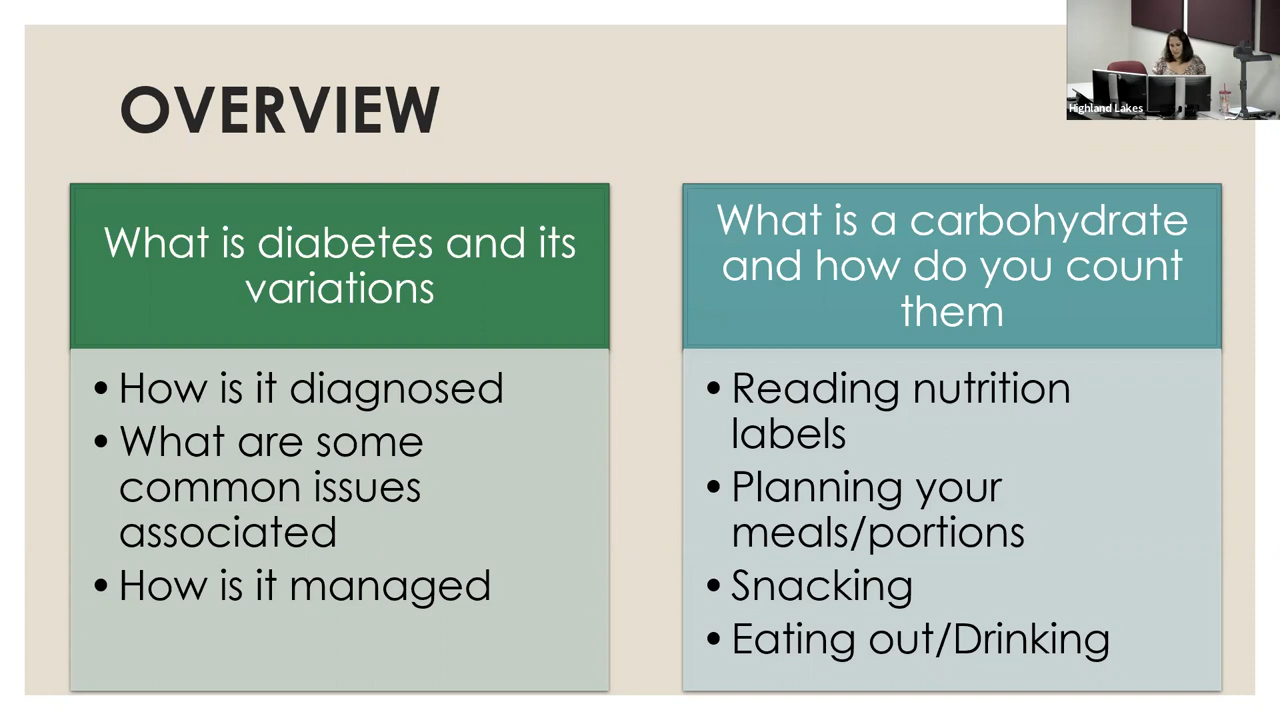 Highland Lakes
OVERVIEW
What is diabetes and its
variations
• How is it diagnosed
• What are some
common issues
associated
• How is it managed
What is a carbohydrate
and how do you count
them
• Reading nutrition
labels
• Planning your
meals/portions
• Snacking
• Eating out/Drinking